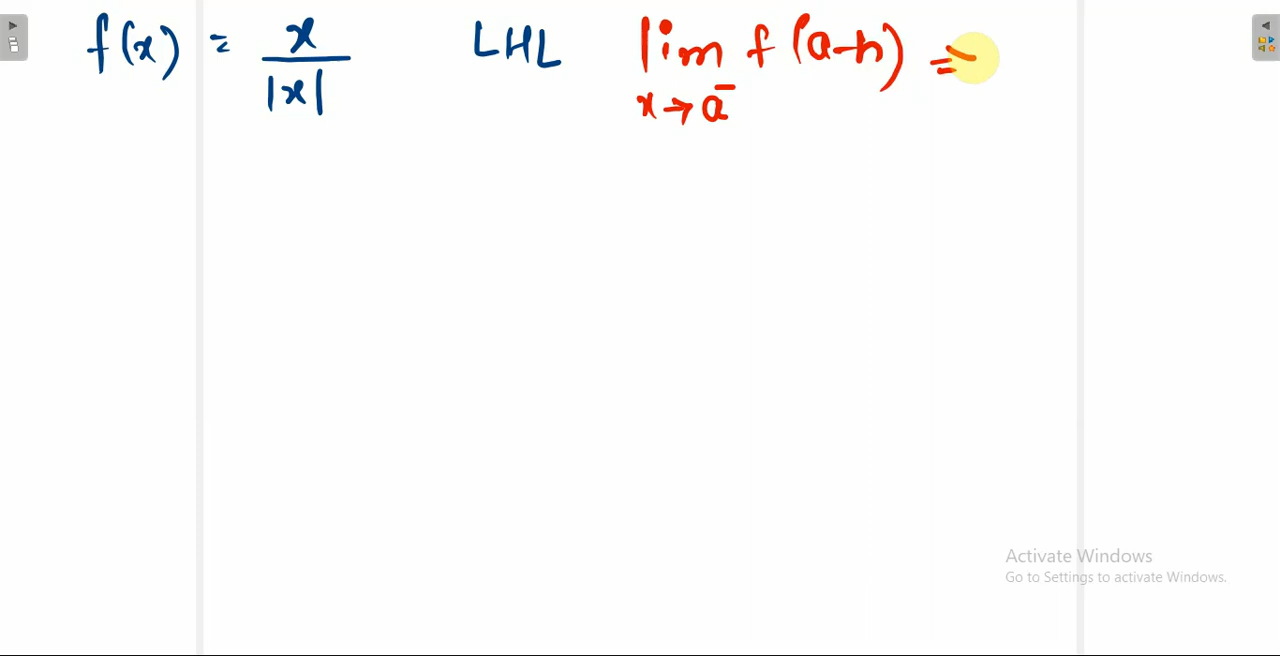 f(x) = x/|x| LHL lim x→a⁻ f(a-h) =
Activate Windows
Go to Settings to activate Windows.